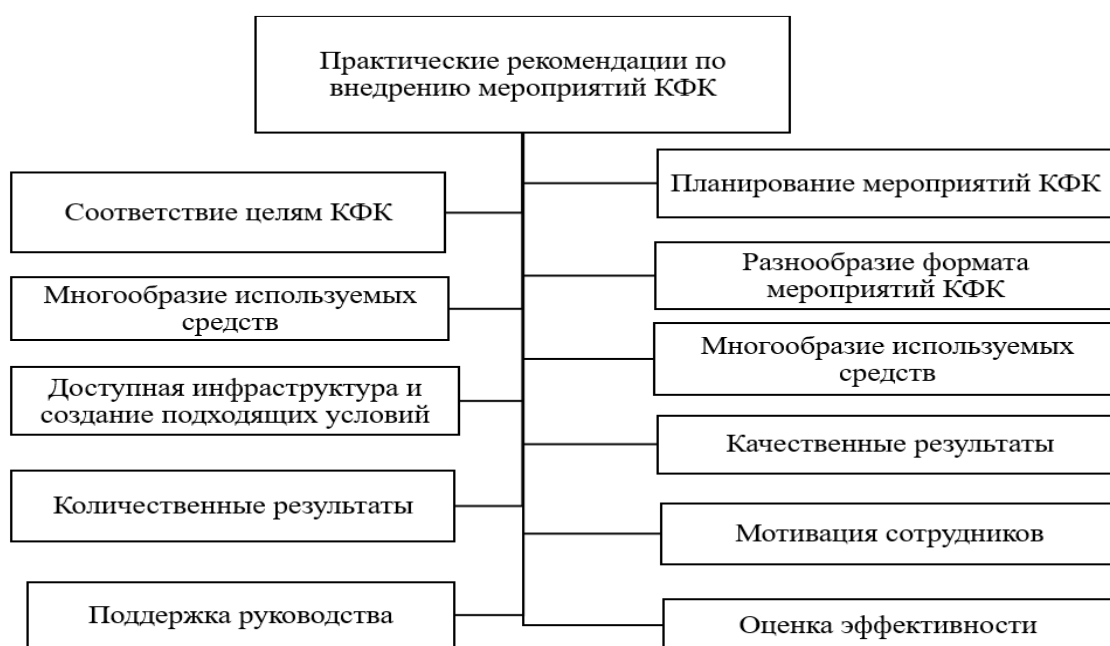 Практические рекомендации по
внедрению мероприятий КФК
Соответствие целям КФК
Многообразие используемых
средств
Доступная инфраструктура и
создание подходящих условий
Количественные результаты
Поддержка руководства
Планирование мероприятий КФК
Разнообразие формата
мероприятий КФК
Многообразие используемых
средств
Качественные результаты
Мотивация сотрудников
Оценка эффективности